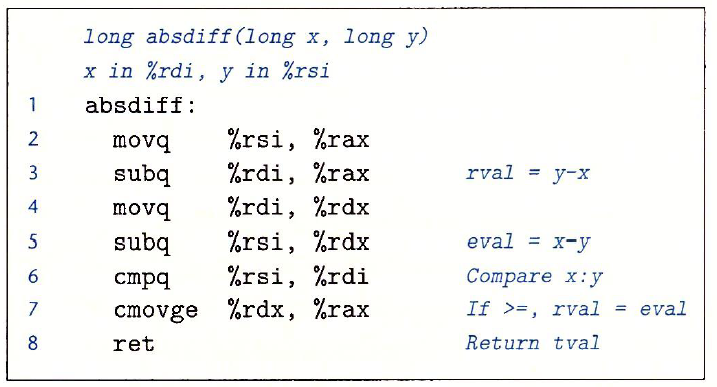 long absdiff(long x, long y)
x in %rdi, y in %rsi
1 absdiff:
2 movq %rsi, %rax
3 subq %rdi, %rax rval = y-x
4 movq %rdi, %rdx
5 subq %rsi, %rdx eval = x-y
6 cmpq %rsi, %rdi Compare x:y
7 cmovge %rdx, %rax If >=, rval = eval
8 ret Return tval